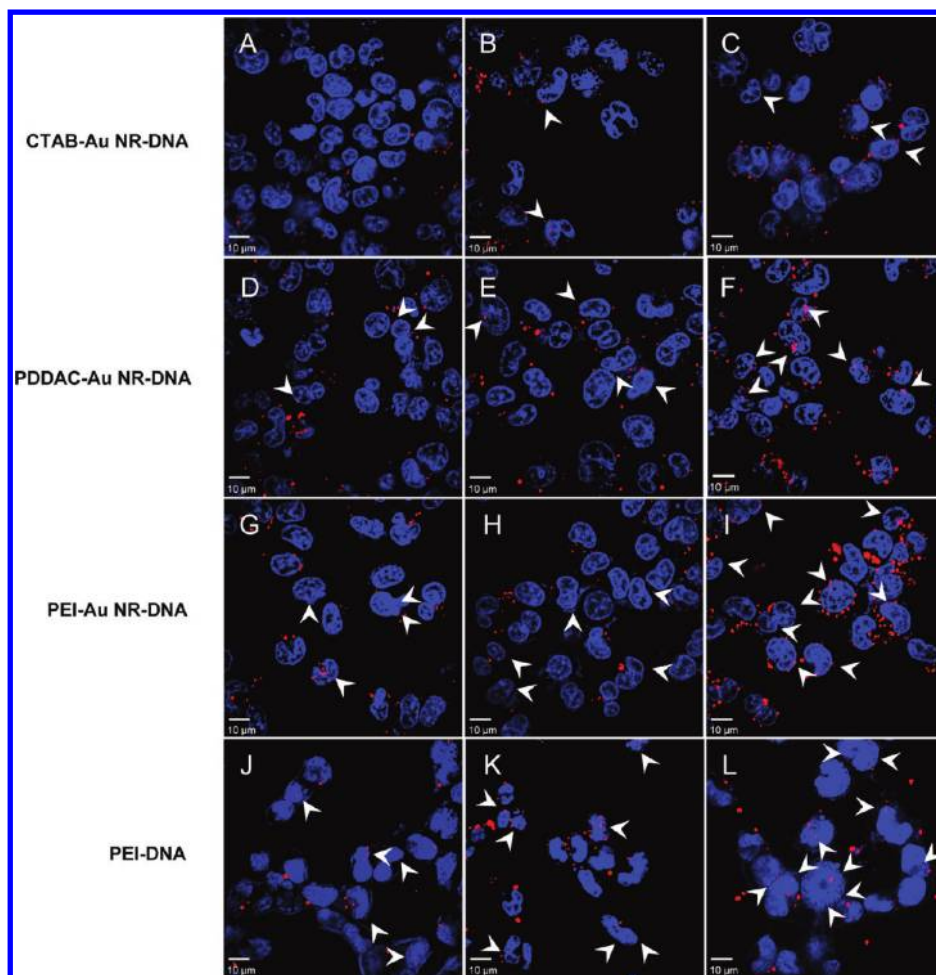 A B C
CTAB-Au NR-DNA
10 μm 10 μm 10 μm
D E F
PDDAC-Au NR-DNA
10 μm 10 μm 10 μm
G H I
PEI-Au NR-DNA
10 μm 10 μm 10 μm
J K L
PEI-DNA
10 μm 10 μm 10 μm